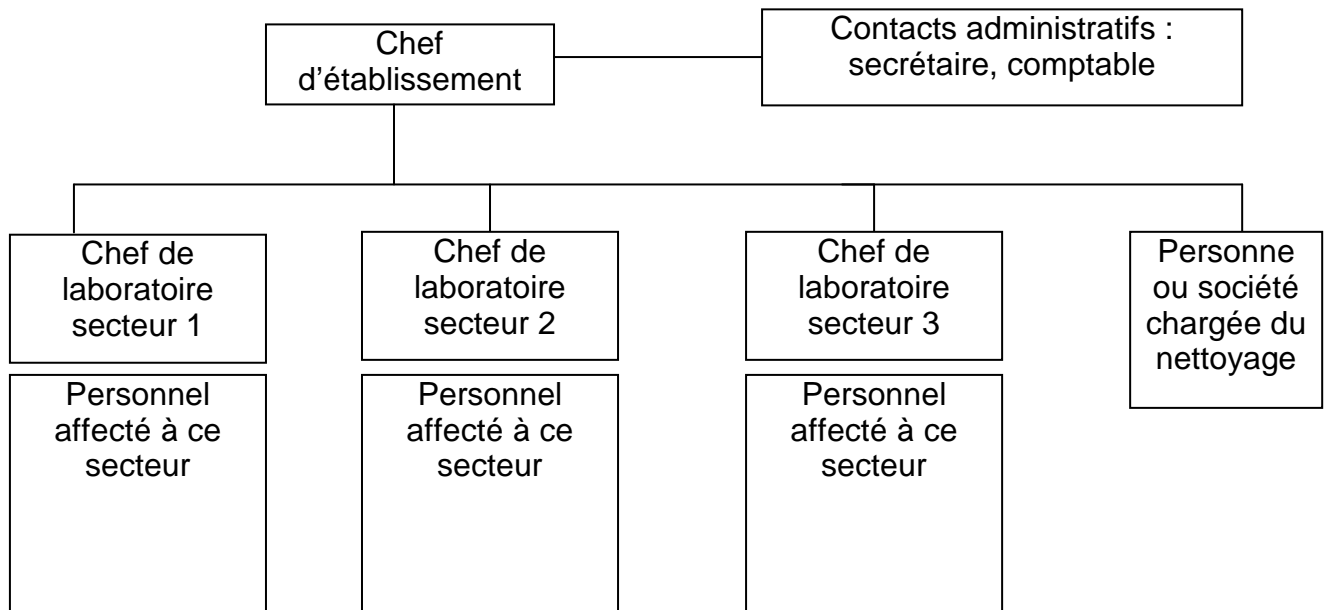 Chef
d'établissement
Contacts administratifs :
secrétaire, comptable
Chef de
laboratoire
secteur 1
Chef de
laboratoire
secteur 2
Chef de
laboratoire
secteur 3
Personne
ou société
chargée du
nettoyage
Personnel
affecté à ce
secteur
Personnel
affecté à ce
secteur
Personnel
affecté à ce
secteur